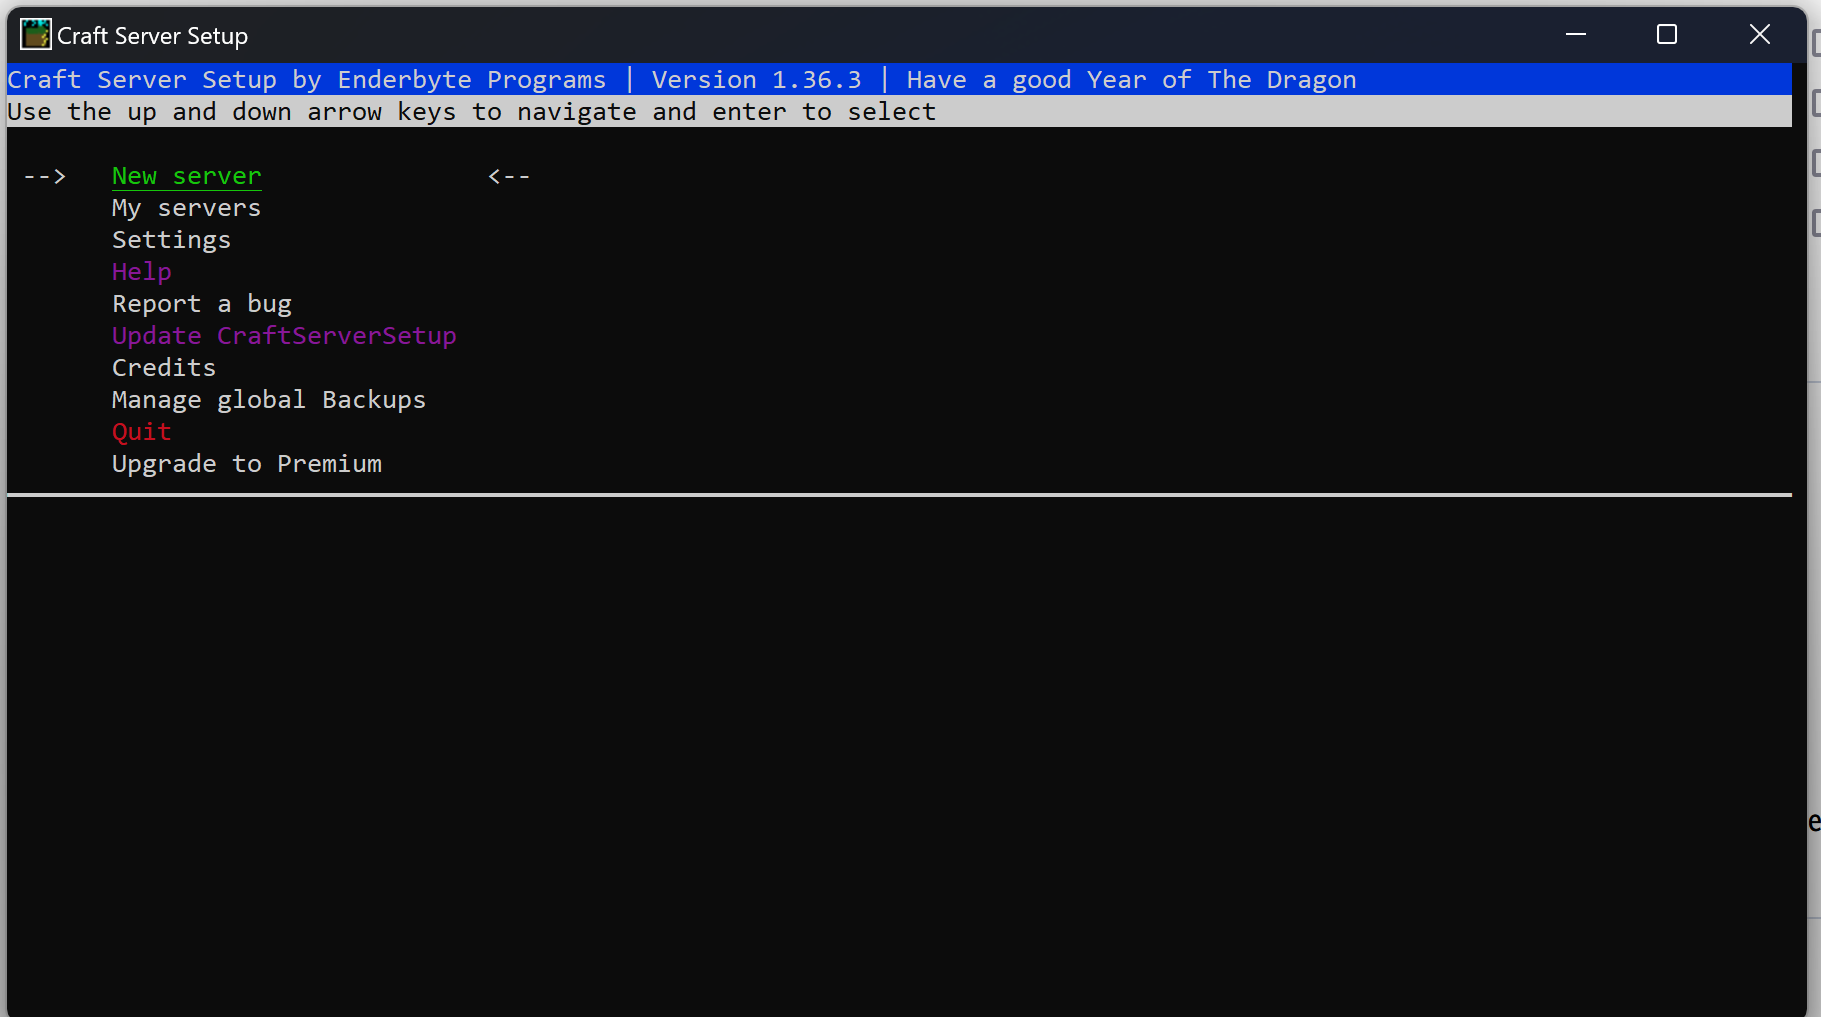 Craft Server Setup
Craft Server Setup by Enderbyte Programs | Version 1.36.3 | Have a good Year of The Dragon
Use the up and down arrow keys to navigate and enter to select
--> New server <--
My servers
Settings
Help
Report a bug
Update CraftServerSetup
Credits
Manage global Backups
Quit
Upgrade to Premium